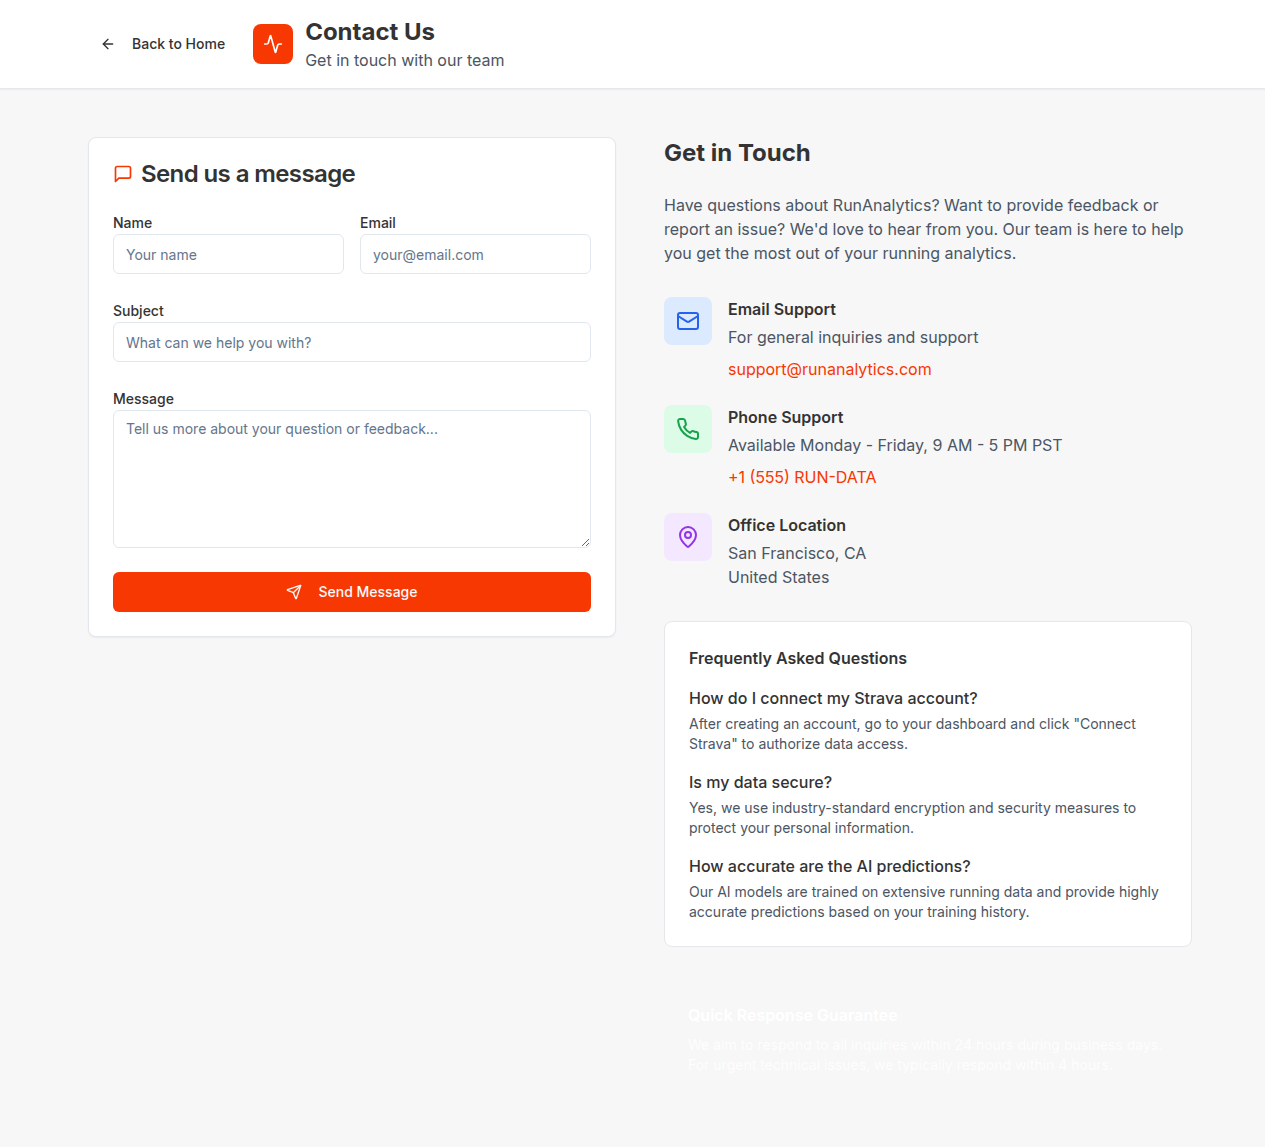 Back to Home
Contact Us
Get in touch with our team
Send us a message
Name
Email
Your name
your@email.com
Subject
What can we help you with?
Message
Tell us more about your question or feedback...
Send Message
Get in Touch
Have questions about RunAnalytics? Want to provide feedback or
report an issue? We'd love to hear from you. Our team is here to help
you get the most out of your running analytics.
Email Support
For general inquiries and support
support@runanalytics.com
Phone Support
Available Monday - Friday, 9 AM - 5 PM PST
+1 (555) RUN-DATA
Office Location
San Francisco, CA
United States
Frequently Asked Questions
How do I connect my Strava account?
After creating an account, go to your dashboard and click "Connect
Strava" to authorize data access.
Is my data secure?
Yes, we use industry-standard encryption and security measures to
protect your personal information.
How accurate are the AI predictions?
Our AI models are trained on extensive running data and provide highly
accurate predictions based on your training history.
Quick Response Guarantee
We aim to respond to all inquiries within 24 hours during business days.
For urgent technical issues, we typically respond within 4 hours.